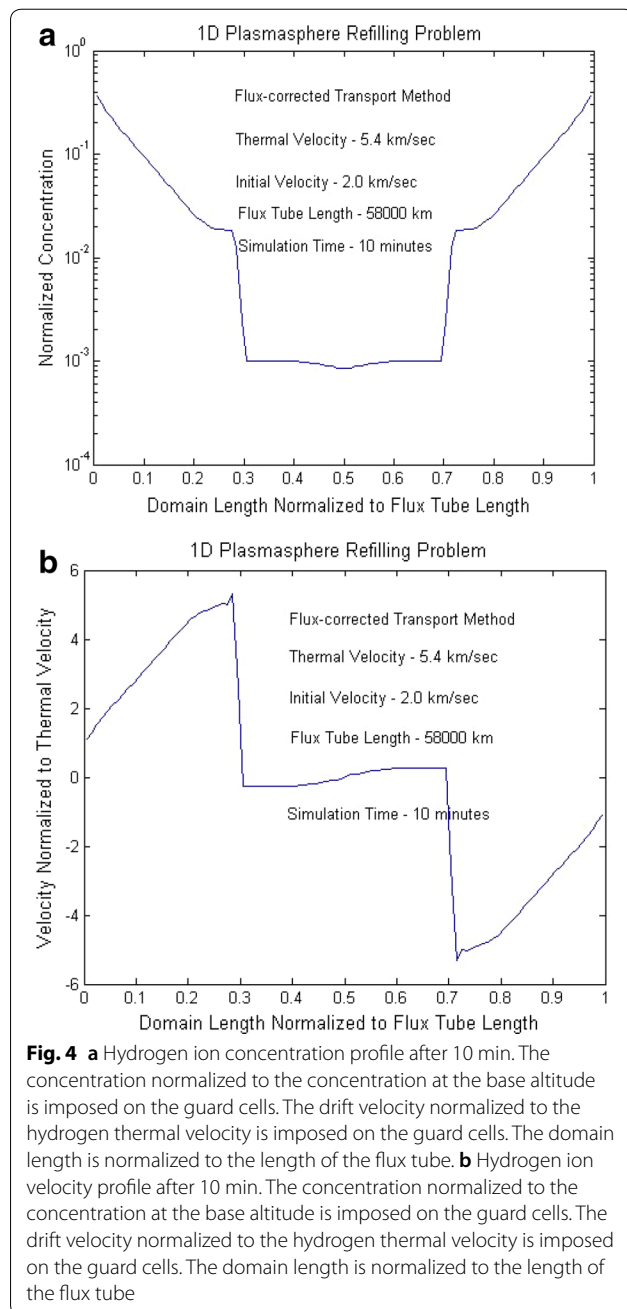 a
1D Plasmasphere Refilling Problem
10^0
10^-1
10^-2
10^-3
10^-4
Normalized Concentration
Flux-corrected Transport Method
Thermal Velocity - 5.4 km/sec
Initial Velocity - 2.0 km/sec
Flux Tube Length - 58000 km
Simulation Time - 10 minutes
0 0.1 0.2 0.3 0.4 0.5 0.6 0.7 0.8 0.9 1
Domain Length Normalized to Flux Tube Length
b
1D Plasmasphere Refilling Problem
6
4
2
0
-2
-4
-6
Velocity Normalized to Thermal Velocity
Flux-corrected Transport Method
Thermal Velocity - 5.4 km/sec
Initial Velocity - 2.0 km/sec
Flux Tube Length - 58000 km
Simulation Time - 10 minutes
0 0.1 0.2 0.3 0.4 0.5 0.6 0.7 0.8 0.9 1
Domain Length Normalized to Flux Tube Length
Fig. 4 a Hydrogen ion concentration profile after 10 min. The
concentration normalized to the concentration at the base altitude
is imposed on the guard cells. The drift velocity normalized to the
hydrogen thermal velocity is imposed on the guard cells. The domain
length is normalized to the length of the flux tube. b Hydrogen ion
velocity profile after 10 min. The concentration normalized to the
concentration at the base altitude is imposed on the guard cells. The
drift velocity normalized to the hydrogen thermal velocity is imposed
on the guard cells. The domain length is normalized to the length of
the flux tube